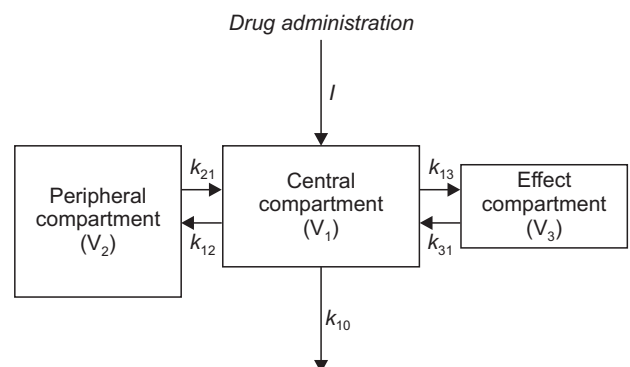 Drug administration
I
Peripheral
compartment
(V₂)
k₂₁
k₁₂
Central
compartment
(V₁)
k₁₃
k₃₁
Effect
compartment
(V₃)
k₁₀